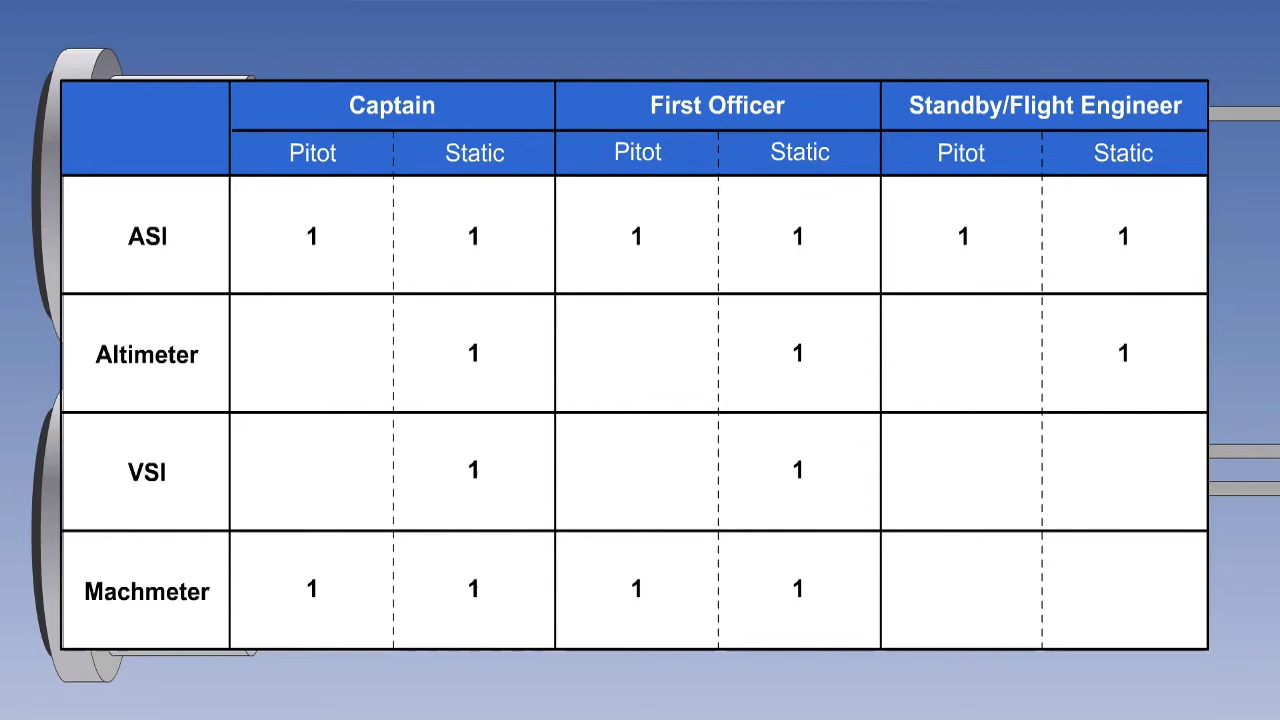 Captain First Officer Standby/Flight Engineer
Pitot Static Pitot Static Pitot Static
ASI 1 1 1 1 1 1
Altimeter 1 1 1
VSI 1 1
Machmeter 1 1 1 1